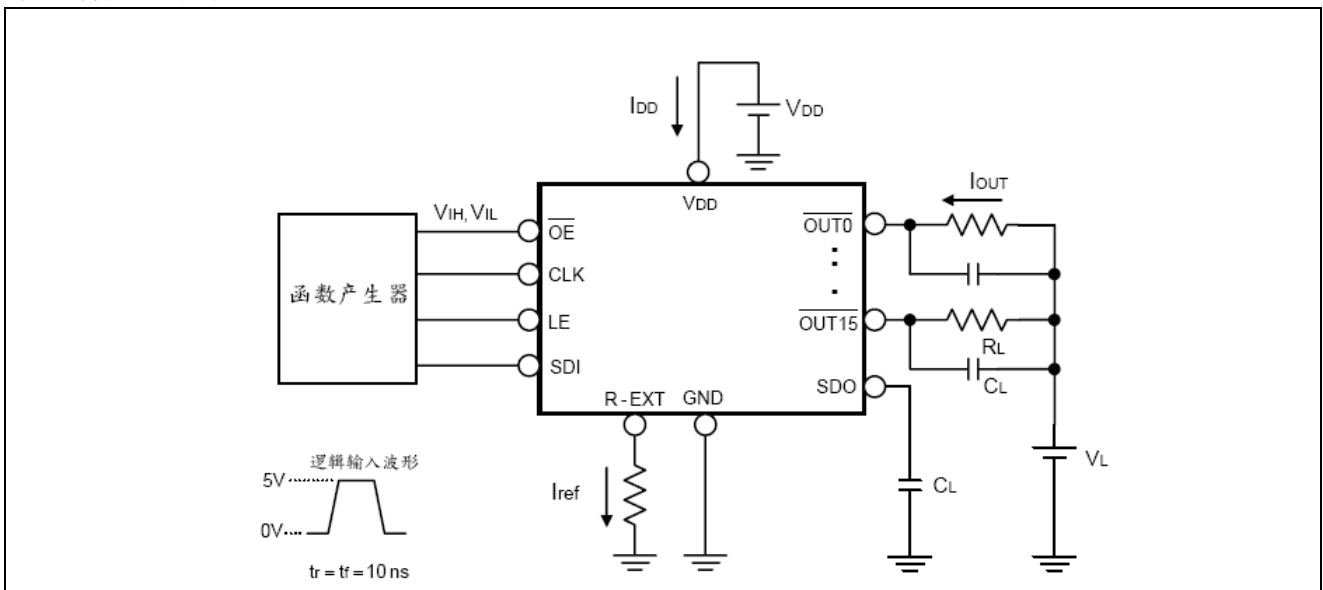 IDD
VDD
VDD
IOUT
VIH, VIL
OE
OUT0
CLK
函数产生器
LE
OUT15
RL
SDI
CL
SDO
R-EXT
GND
逻辑输入波形
VL
5V
Iref
CL
0V
tr = tf = 10 ns